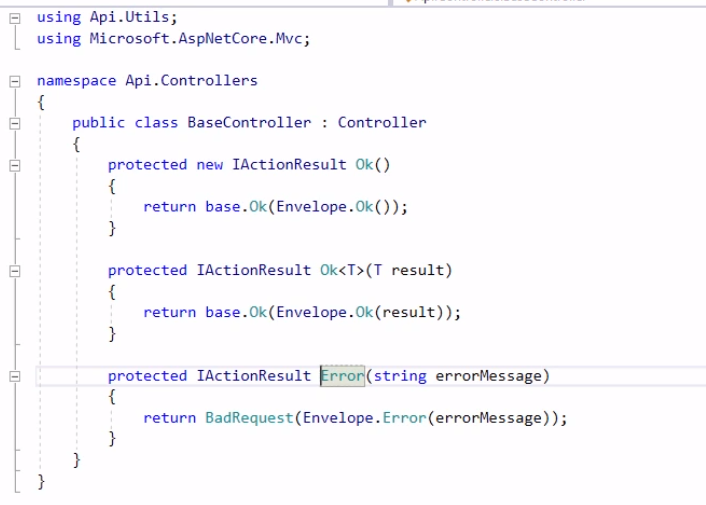 using Api.Utils;
using Microsoft.AspNetCore.Mvc;
namespace Api.Controllers
{
    public class BaseController : Controller
    {
        protected new IActionResult Ok()
        {
            return base.Ok(Envelope.Ok());
        }
        protected IActionResult Ok<T>(T result)
        {
            return base.Ok(Envelope.Ok(result));
        }
        protected IActionResult Error(string errorMessage)
        {
            return BadRequest(Envelope.Error(errorMessage));
        }
    }
}